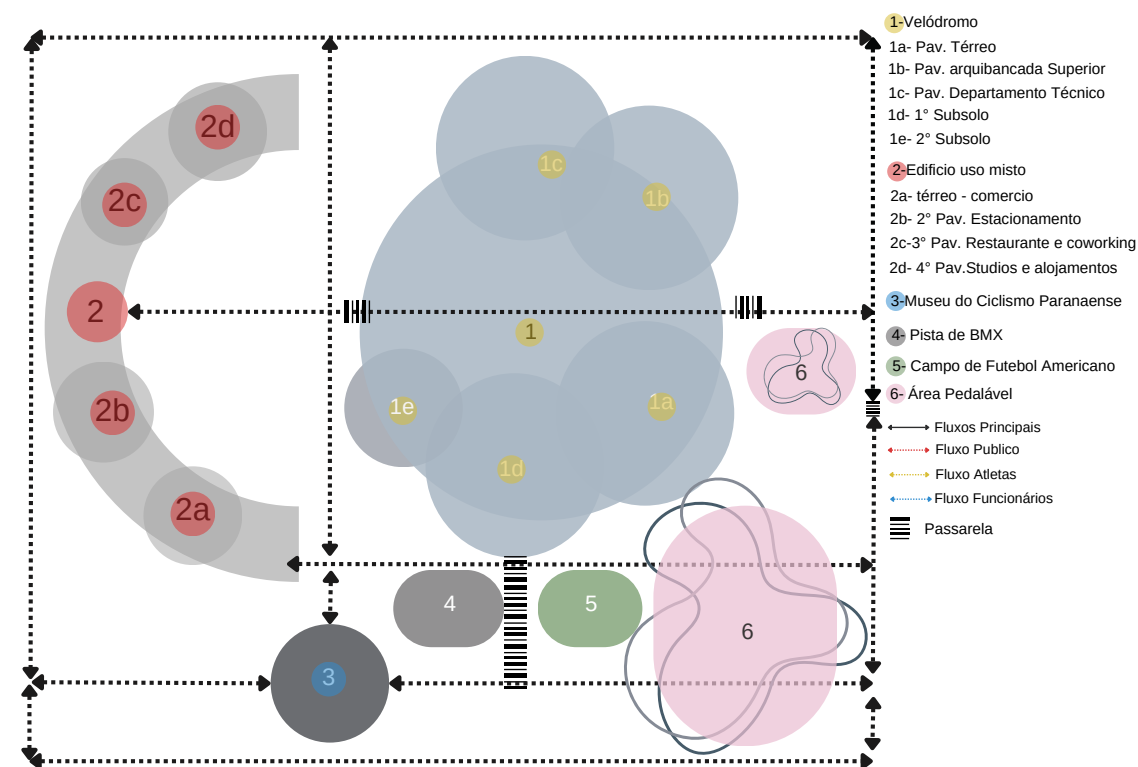 1-Velódromo
1a- Pav. Térreo
1b- Pav. arquibancada Superior
1c- Pav. Departamento Técnico
1d- 1° Subsolo
1e- 2° Subsolo
2-Edificio uso misto
2a- térreo - comercio
2b- 2° Pav. Estacionamento
2c-3° Pav. Restaurante e coworking
2d- 4° Pav.Studios e alojamentos
3-Museu do Ciclismo Paranaense
4- Pista de BMX
5- Campo de Futebol Americano
6- Área Pedalável
Fluxos Principais
Fluxo Publico
Fluxo Atletas
Fluxo Funcionários
Passarela
2d
2c
2
2b
2a
1c
1b
1
1e
1a
1d
6
4
5
6
3